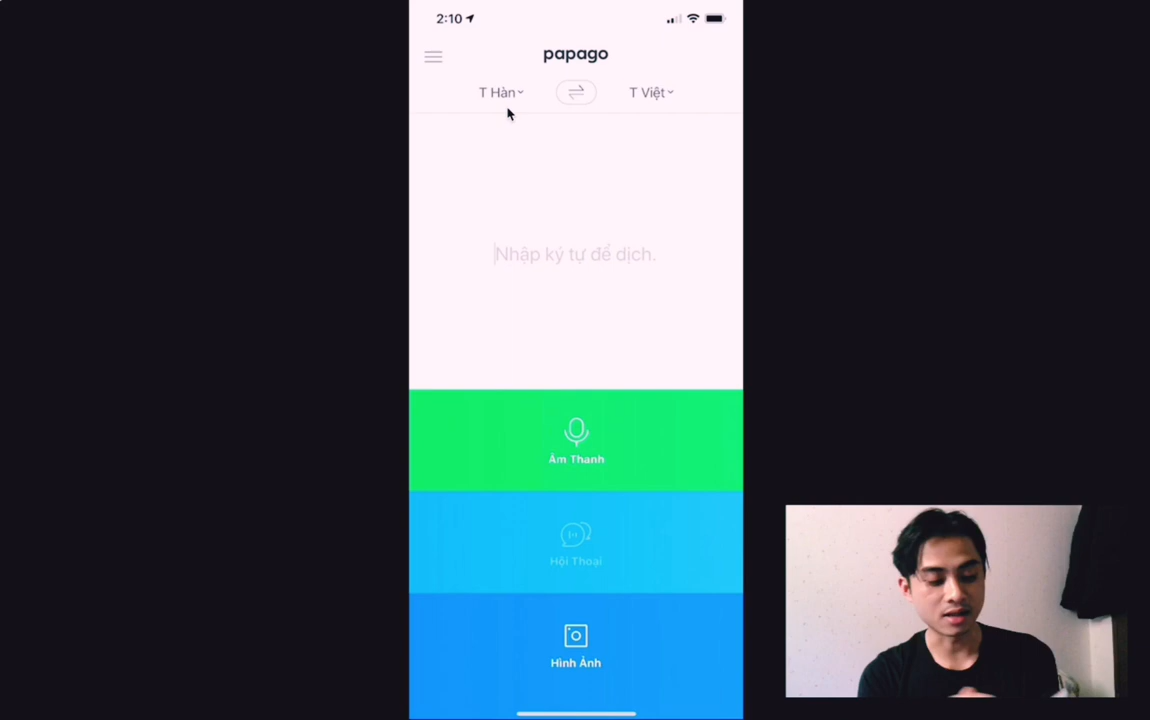 2:10
papago
T Hàn
T Việt
Nhập ký tự để dịch.
Âm Thanh
Hội Thoại
Hình Ảnh